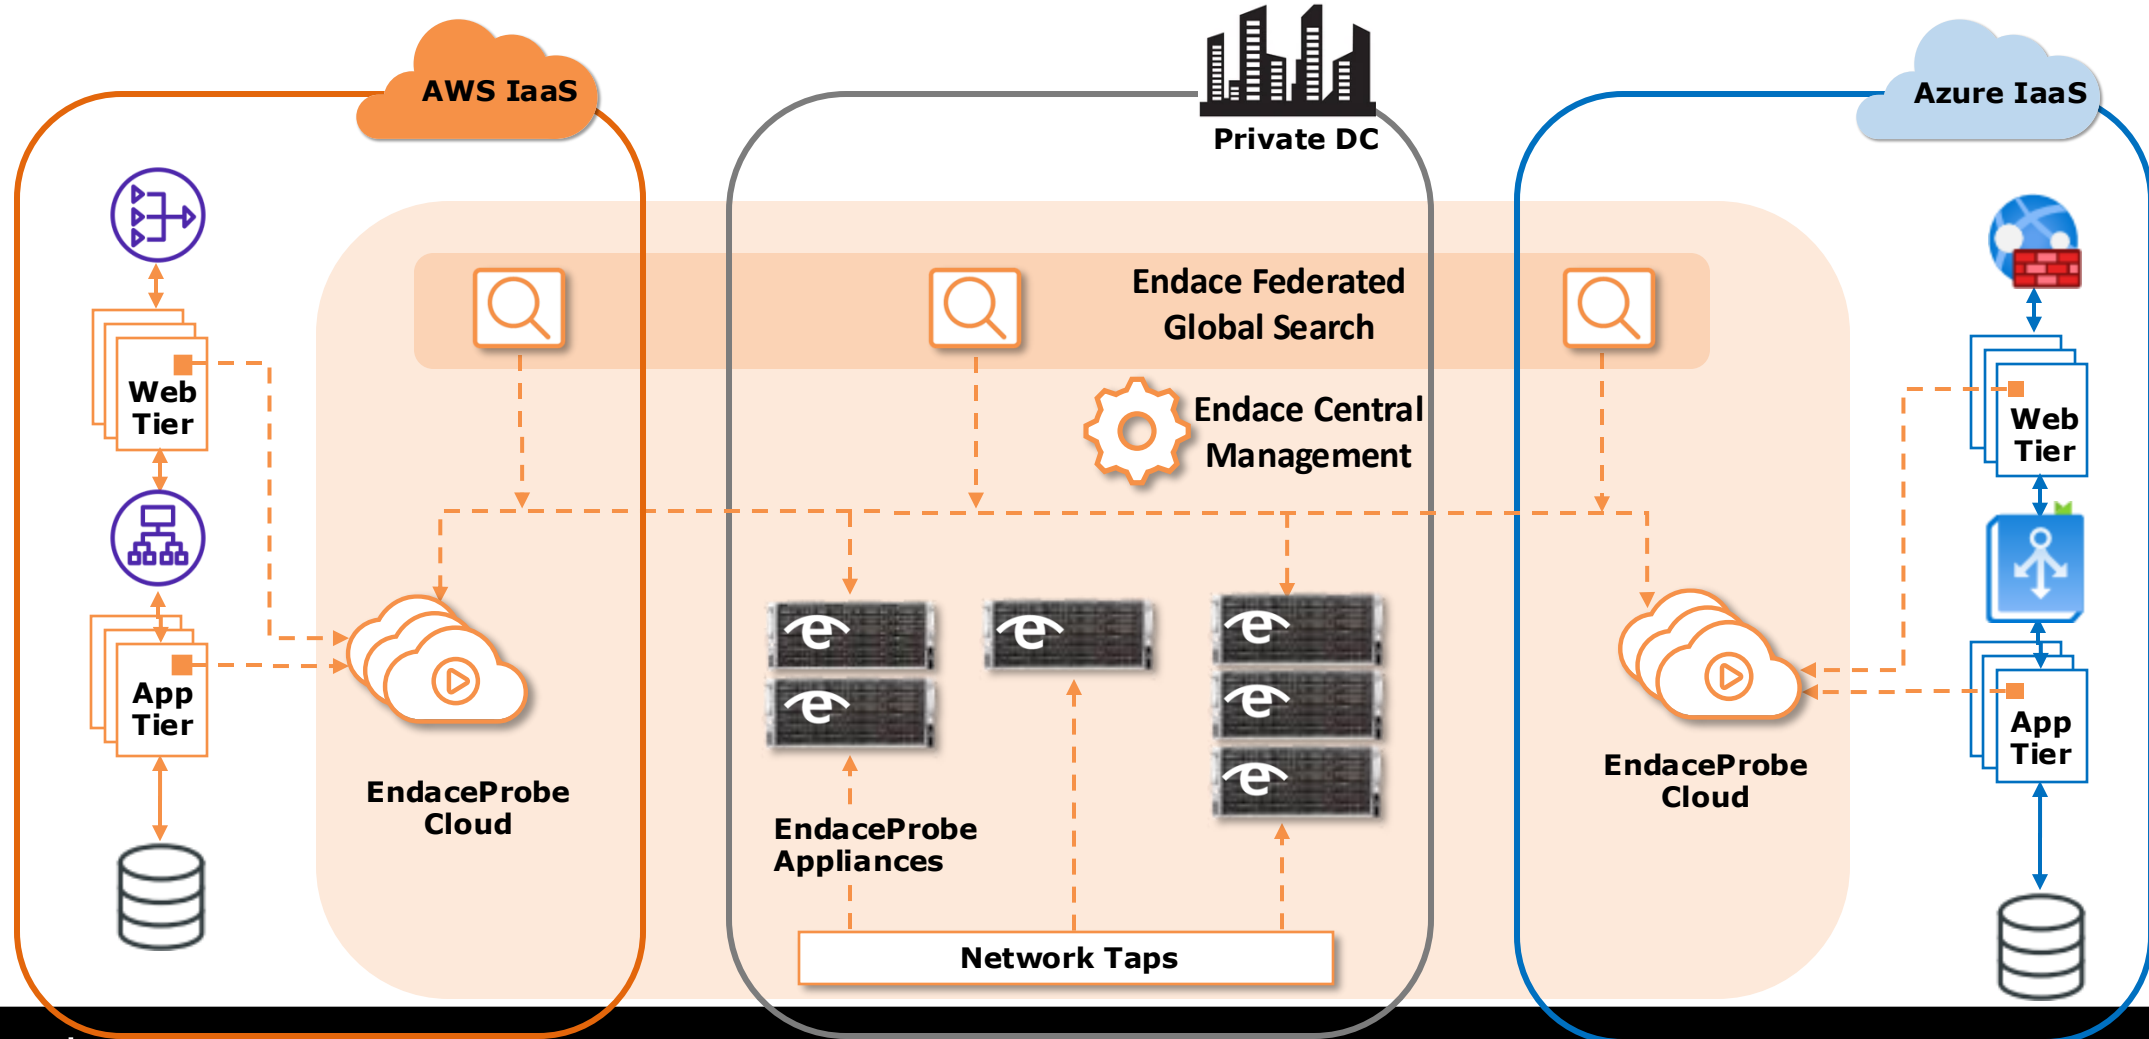 AWS IaaS
Private DC
Azure IaaS
Endace Federated
Global Search
Endace Central
Management
Web
Tier
App
Tier
EndaceProbe
Cloud
e
e
e
e
e
e
EndaceProbe
Appliances
Network Taps
Web
Tier
App
Tier
EndaceProbe
Cloud